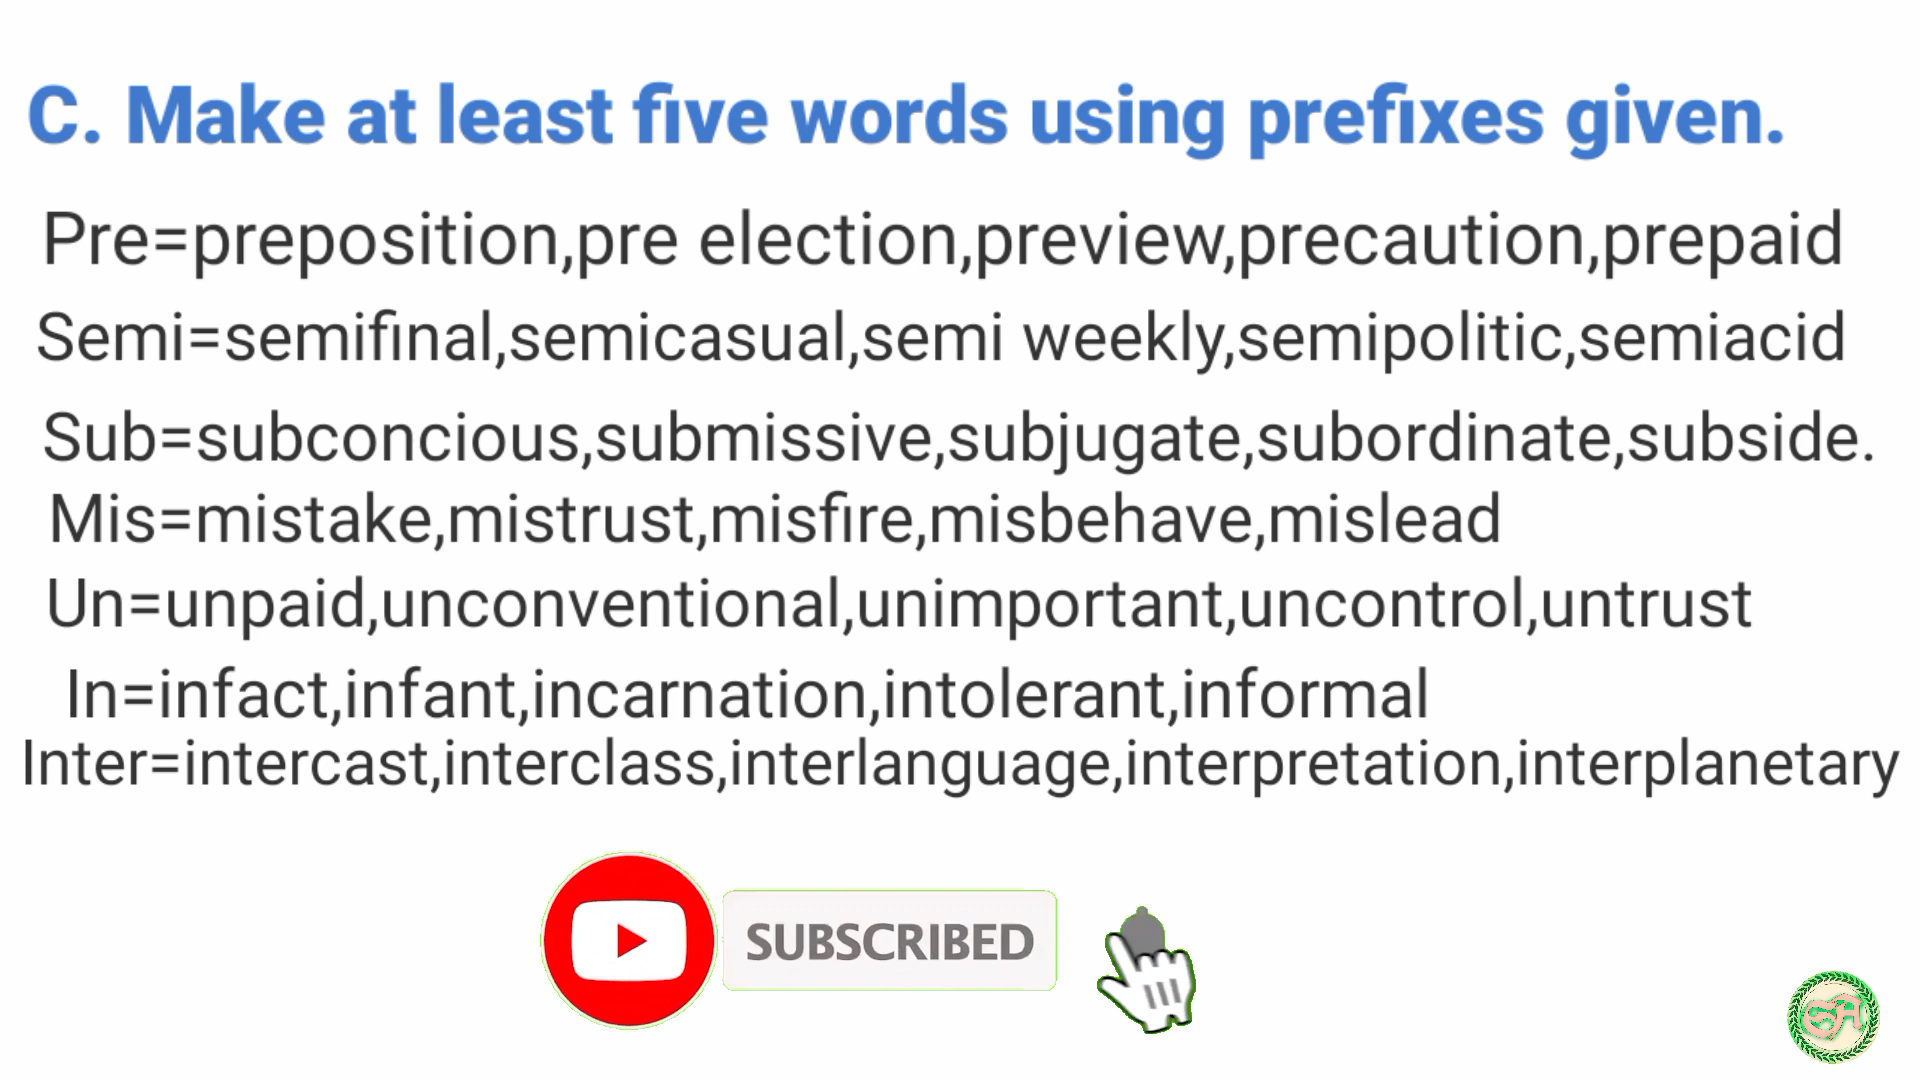 C. Make at least five words using prefixes given.
Pre=preposition,pre election,preview,precaution,prepaid
Semi=semifinal,semicasual,semi weekly,semipolitic,semiacid
Sub=subconcious,submissive,subjugate,subordinate,subside.
Mis=mistake,mistrust,misfire,misbehave,mislead
Un=unpaid,unconventional,unimportant,uncontrol,untrust
In=infact,infant,incarnation,intolerant,informal
Inter=intercast,interclass,interlanguage,interpretation,interplanetary
SUBSCRIBED
SA